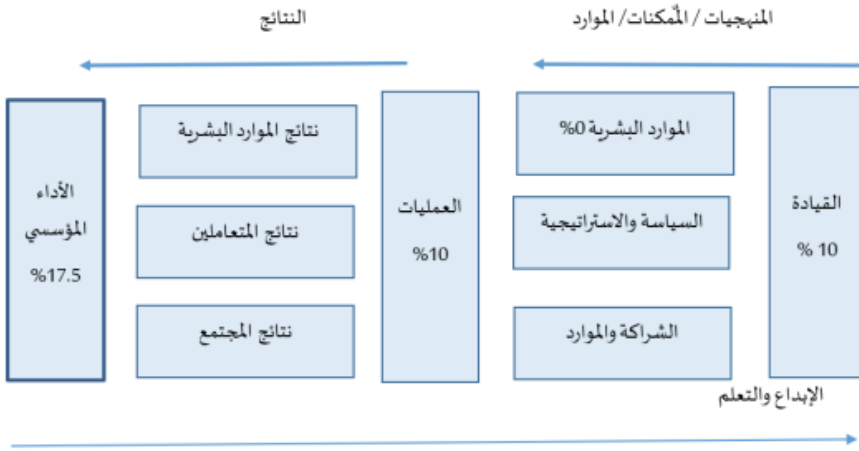 المنهجيات / المُمكنات/ الموارد
النتائج
القيادة
% 10
الموارد البشرية 0%
السياسة والاستراتيجية
الشراكة والموارد
العمليات
%10
نتائج الموارد البشرية
نتائج المتعاملين
نتائج المجتمع
الأداء
المؤسسي
%17.5
الإبداع والتعلم